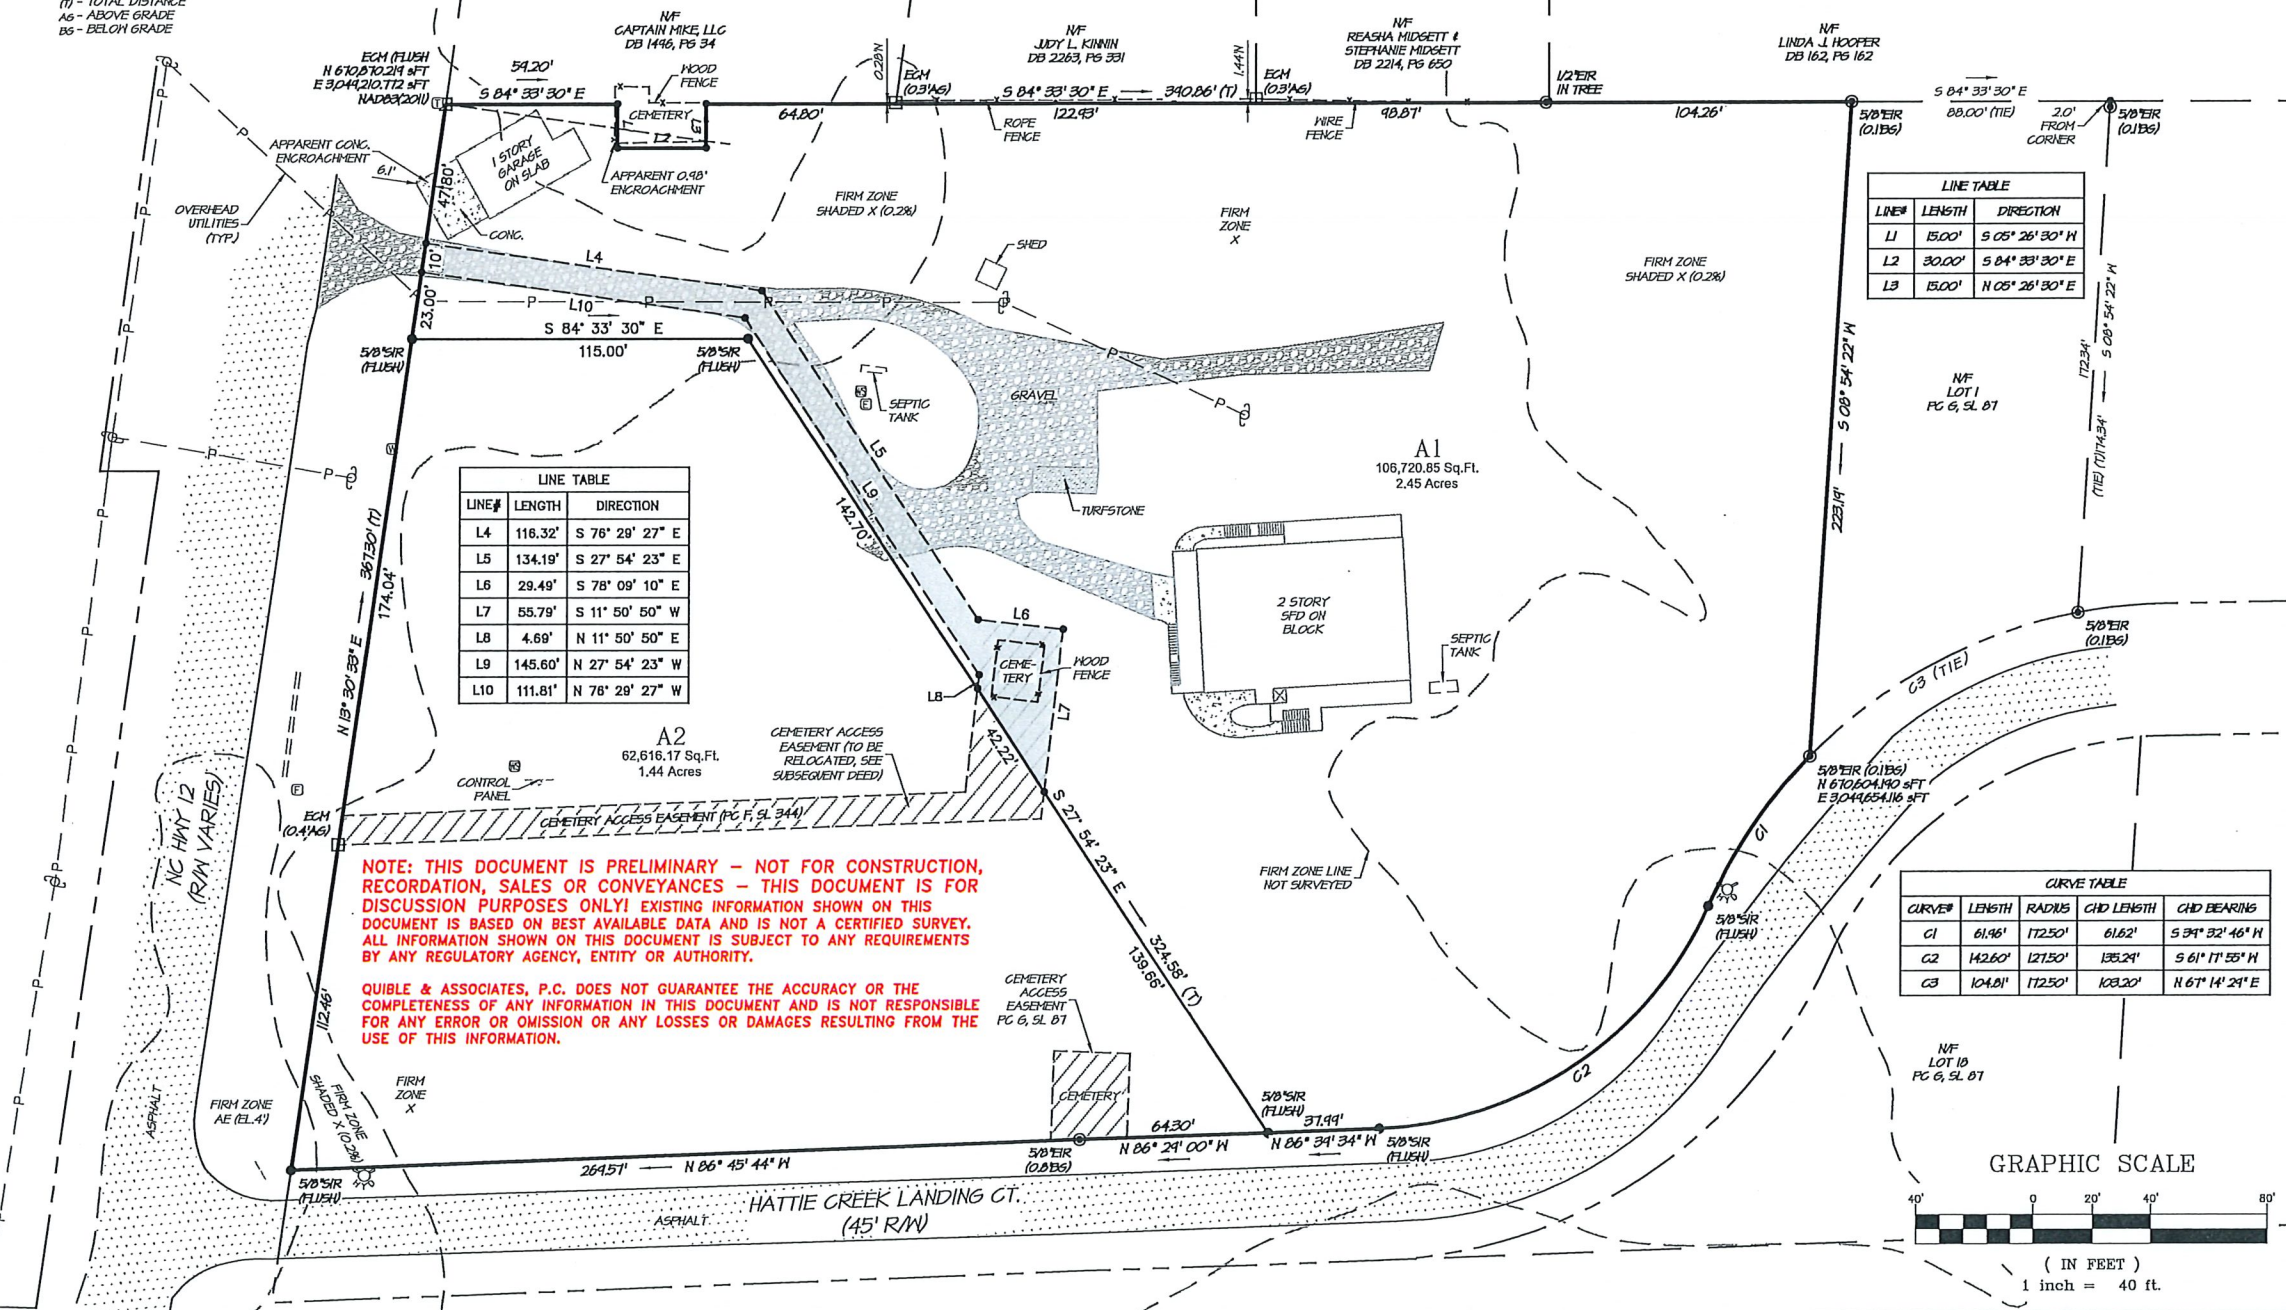 (T) - TOTAL DISTANCE
AG - ABOVE GRADE
BG - BELOW GRADE
ECM (FLUSH
N 670,870.219 sFT
E 3,049,210.772 sFT
NAD83(2011)
59.20'
S 84° 33' 30" E
N/F
CAPTAIN MIKE, LLC
DB 1496, PG 34
WOOD
FENCE
CEMETERY
L2
L3
64.80'
0.28'N
ECM
(0.3'AG)
N/F
JUDY L. KINNIN
DB 2263, PG 331
S 84° 33' 30" E
390.86' (T)
122.93'
ROPE
FENCE
1.44'N
ECM
(0.3'AG)
N/F
REASHA MIDGETT &
STEPHANIE MIDGETT
DB 2214, PG 650
WIRE
FENCE
98.87'
1/2"EIR
IN TREE
N/F
LINDA J. HOOPER
DB 162, PG 162
104.26'
5/8"EIR
(0.1'BG)
S 84° 33' 30" E
88.00' (TIE)
2.0'
FROM
CORNER
5/8"EIR
(0.1'BG)
APPARENT CONC.
ENCROACHMENT
6.1'
47.80'
1 STORY
GARAGE
ON SLAB
APPARENT 0.98'
ENCROACHMENT
CONC.
OVERHEAD
UTILITIES
(TYP.)
FIRM ZONE
SHADED X (0.2%)
FIRM
ZONE
X
FIRM ZONE
SHADED X (0.2%)
LINE TABLE
LINE# LENGTH DIRECTION
L1 15.00' S 05° 26' 30" W
L2 30.00' S 84° 33' 30" E
L3 15.00' N 05° 26' 30" E
SHED
L4
10'
23.00'
P
L10
S 84° 33' 30" E
115.00'
5/8"SIR
(FLUSH)
5/8"SIR
(FLUSH)
SEPTIC
TANK
GRAVEL
TURFSTONE
L5
L9
142.70'
A1
106,720.85 Sq.Ft.
2.45 Acres
S 08° 54' 22" W
223.19'
172.34'
S 08° 54' 22" W
(TIE) (T)174.34'
N/F
LOT 1
PC G, SL 87
LINE TABLE
LINE# LENGTH DIRECTION
L4 116.32' S 76° 29' 27" E
L5 134.19' S 27° 54' 23" E
L6 29.49' S 78° 09' 10" E
L7 55.79' S 11° 50' 50" W
L8 4.69' N 11° 50' 50" E
L9 145.60' N 27° 54' 23" W
L10 111.81' N 76° 29' 27" W
N 13° 30' 33" E
367.30' (T)
174.04'
L6
CEME-
TERY
WOOD
FENCE
L7
L8
42.22'
2 STORY
SFD ON
BLOCK
SEPTIC
TANK
C3 (TIE)
5/8"EIR
(0.1'BG)
A2
62,616.17 Sq.Ft.
1.44 Acres
CEMETERY ACCESS
EASEMENT (TO BE
RELOCATED, SEE
SUBSEQUENT DEED)
CONTROL
PANEL
CEMETERY ACCESS EASEMENT (PC F, SL 344)
ECM
(0.4'AG)
NC HWY 12
(R/W VARIES)
5/8"EIR (0.1'BG)
N 670,604.190 sFT
E 3,049,654.116 sFT
C1
5/8"SIR
(FLUSH)
FIRM ZONE LINE
NOT SURVEYED
S 27° 54' 23" E
324.58' (T)
139.66'
NOTE: THIS DOCUMENT IS PRELIMINARY – NOT FOR CONSTRUCTION,
RECORDATION, SALES OR CONVEYANCES – THIS DOCUMENT IS FOR
DISCUSSION PURPOSES ONLY! EXISTING INFORMATION SHOWN ON THIS
DOCUMENT IS BASED ON BEST AVAILABLE DATA AND IS NOT A CERTIFIED SURVEY.
ALL INFORMATION SHOWN ON THIS DOCUMENT IS SUBJECT TO ANY REQUIREMENTS
BY ANY REGULATORY AGENCY, ENTITY OR AUTHORITY.
QUIBLE & ASSOCIATES, P.C. DOES NOT GUARANTEE THE ACCURACY OR THE
COMPLETENESS OF ANY INFORMATION IN THIS DOCUMENT AND IS NOT RESPONSIBLE
FOR ANY ERROR OR OMISSION OR ANY LOSSES OR DAMAGES RESULTING FROM THE
USE OF THIS INFORMATION.
CURVE TABLE
CURVE# LENGTH RADIUS CHD LENGTH CHD BEARING
C1 61.96' 172.50' 61.62' S 39° 32' 46" W
C2 142.60' 127.50' 135.29' S 61° 17' 55" W
C3 104.81' 172.50' 103.20' N 67° 14' 29" E
CEMETERY
ACCESS
EASEMENT
PC G, SL 87
112.46'
ASPHALT
FIRM ZONE
AE (EL.4')
FIRM ZONE
SHADED X (0.2%)
FIRM
ZONE
X
CEMETERY
C2
N/F
LOT 18
PC G, SL 87
5/8"SIR
(FLUSH)
269.57'
N 86° 45' 44" W
5/8"EIR
(0.8'BG)
64.30'
N 86° 29' 00" W
5/8"SIR
(FLUSH)
37.99'
N 86° 39' 34" W
5/8"SIR
(FLUSH)
HATTIE CREEK LANDING CT.
(45' R/W)
ASPHALT
GRAPHIC SCALE
40' 0 20' 40' 80'
( IN FEET )
1 inch = 40 ft.